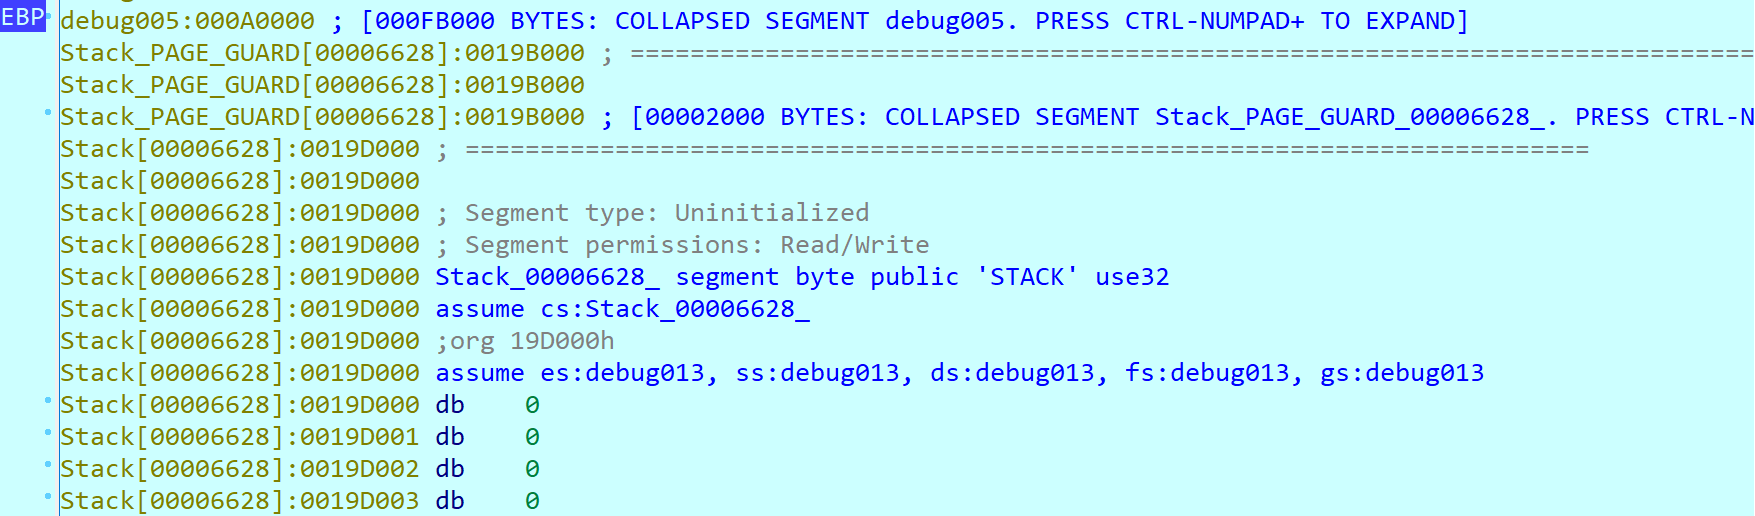 EBP debug005:000A0000 ; [000FB000 BYTES: COLLAPSED SEGMENT debug005. PRESS CTRL-NUMPAD+ TO EXPAND]
Stack_PAGE_GUARD[00006628]:0019B000 ; ===========================================================================
Stack_PAGE_GUARD[00006628]:0019B000
Stack_PAGE_GUARD[00006628]:0019B000 ; [00002000 BYTES: COLLAPSED SEGMENT Stack_PAGE_GUARD_00006628_. PRESS CTRL-N
Stack[00006628]:0019D000 ; ===========================================================================
Stack[00006628]:0019D000
Stack[00006628]:0019D000 ; Segment type: Uninitialized
Stack[00006628]:0019D000 ; Segment permissions: Read/Write
Stack[00006628]:0019D000 Stack_00006628_ segment byte public 'STACK' use32
Stack[00006628]:0019D000 assume cs:Stack_00006628_
Stack[00006628]:0019D000 ;org 19D000h
Stack[00006628]:0019D000 assume es:debug013, ss:debug013, ds:debug013, fs:debug013, gs:debug013
Stack[00006628]:0019D000 db    0
Stack[00006628]:0019D001 db    0
Stack[00006628]:0019D002 db    0
Stack[00006628]:0019D003 db    0